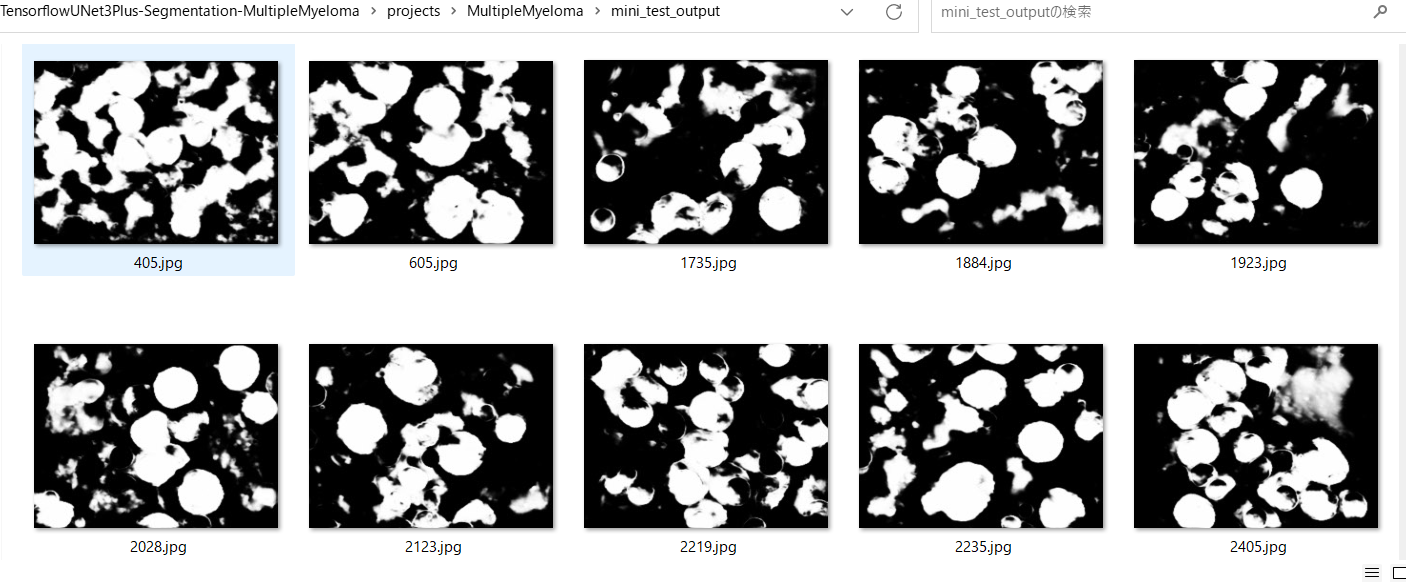 TensorflowUNet3Plus-Segmentation-MultipleMyeloma > projects > MultipleMyeloma > mini_test_output
mini_test_outputの検索
405.jpg
605.jpg
1735.jpg
1884.jpg
1923.jpg
2028.jpg
2123.jpg
2219.jpg
2235.jpg
2405.jpg